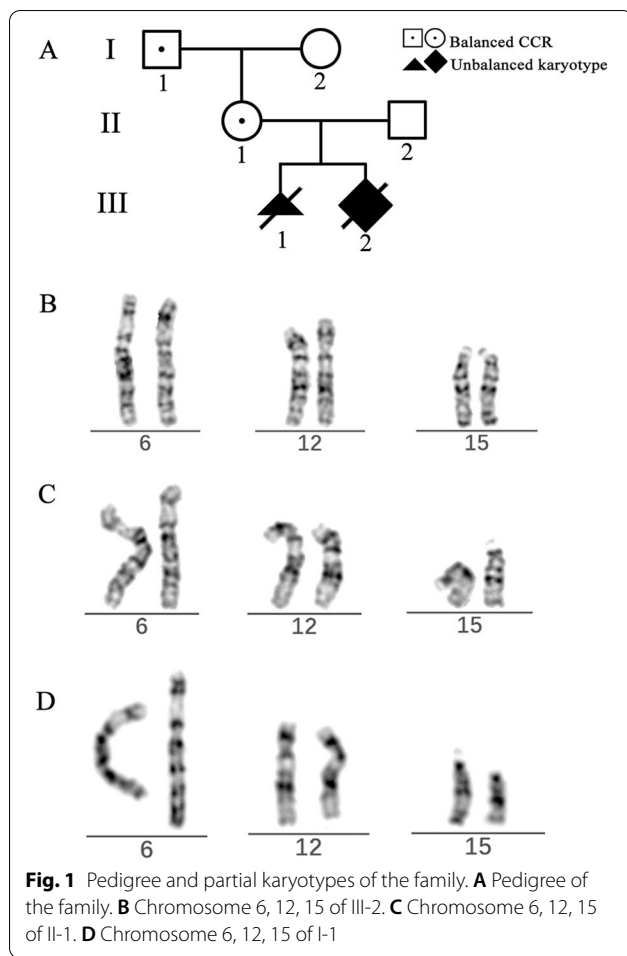 A
I
1
2
Balanced CCR
Unbalanced karyotype
II
1
2
III
1
2
B
6
12
15
C
6
12
15
D
6
12
15
Fig. 1 Pedigree and partial karyotypes of the family. A Pedigree of
the family. B Chromosome 6, 12, 15 of III-2. C Chromosome 6, 12, 15
of II-1. D Chromosome 6, 12, 15 of I-1